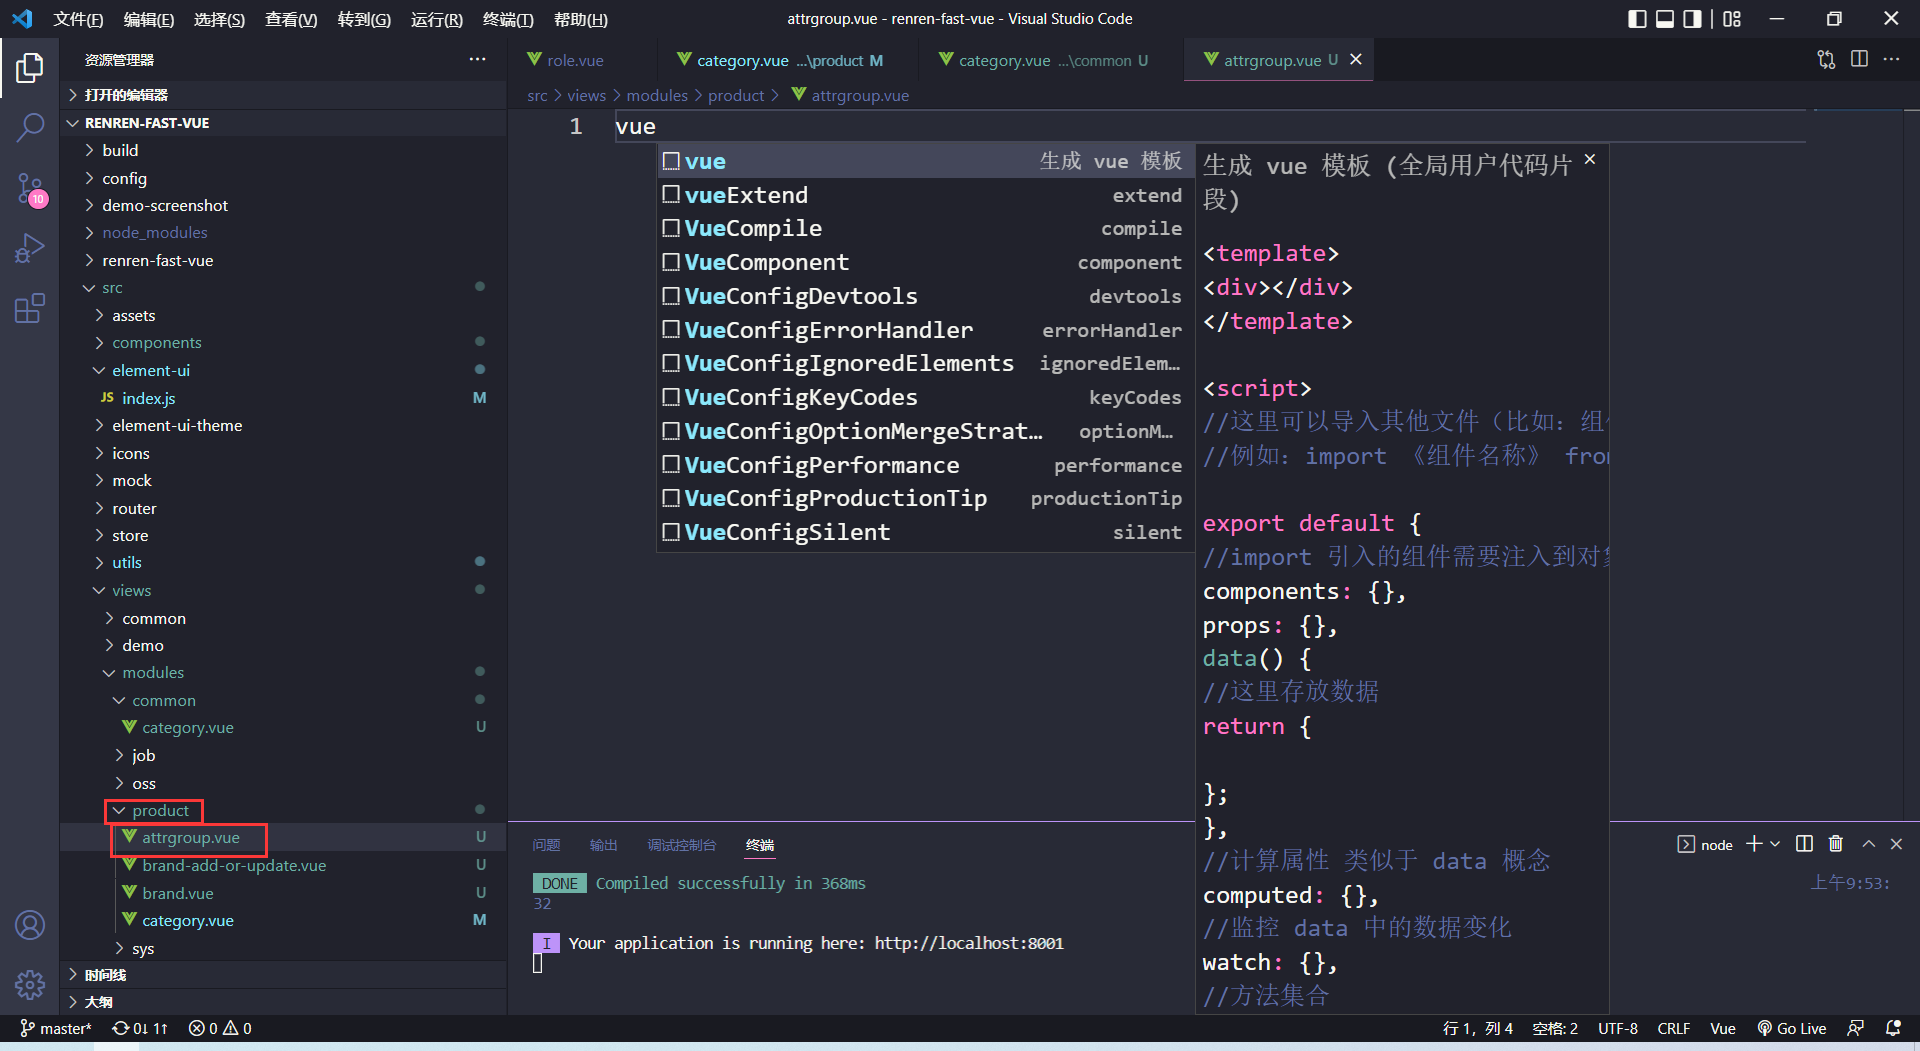 文件(F) 编辑(E) 选择(S) 查看(V) 转到(G) 运行(R) 终端(T) 帮助(H)
attrgroup.vue - renren-fast-vue - Visual Studio Code
资源管理器
打开的编辑器
RENREN-FAST-VUE
build
config
demo-screenshot
node_modules
renren-fast-vue
src
assets
components
element-ui
JS index.js M
element-ui-theme
icons
mock
router
store
utils
views
common
demo
modules
common
category.vue U
job
oss
product
attrgroup.vue U
brand-add-or-update.vue U
brand.vue U
category.vue M
sys
时间线
大纲
10
role.vue
category.vue ...\product M
category.vue ...\common U
attrgroup.vue U
src > views > modules > product > attrgroup.vue
1 vue
vue 生成 vue 模板
vueExtend extend
VueCompile compile
VueComponent component
VueConfigDevtools devtools
VueConfigErrorHandler errorHandler
VueConfigIgnoredElements ignoredElem…
VueConfigKeyCodes keyCodes
VueConfigOptionMergeStrat… optionM…
VueConfigPerformance performance
VueConfigProductionTip productionTip
VueConfigSilent silent
生成 vue 模板 (全局用户代码片
段)
<template>
<div></div>
</template>
<script>
//这里可以导入其他文件（比如：组
//例如：import 《组件名称》 from
export default {
//import 引入的组件需要注入到对
components: {},
props: {},
data() {
//这里存放数据
return {
};
},
//计算属性 类似于 data 概念
computed: {},
//监控 data 中的数据变化
watch: {},
//方法集合
问题 输出 调试控制台 终端
node
DONE Compiled successfully in 368ms
上午9:53:
32
I Your application is running here: http://localhost:8001
master* 0↓ 1↑ 0 0
行 1，列 4 空格: 2 UTF-8 CRLF Vue Go Live